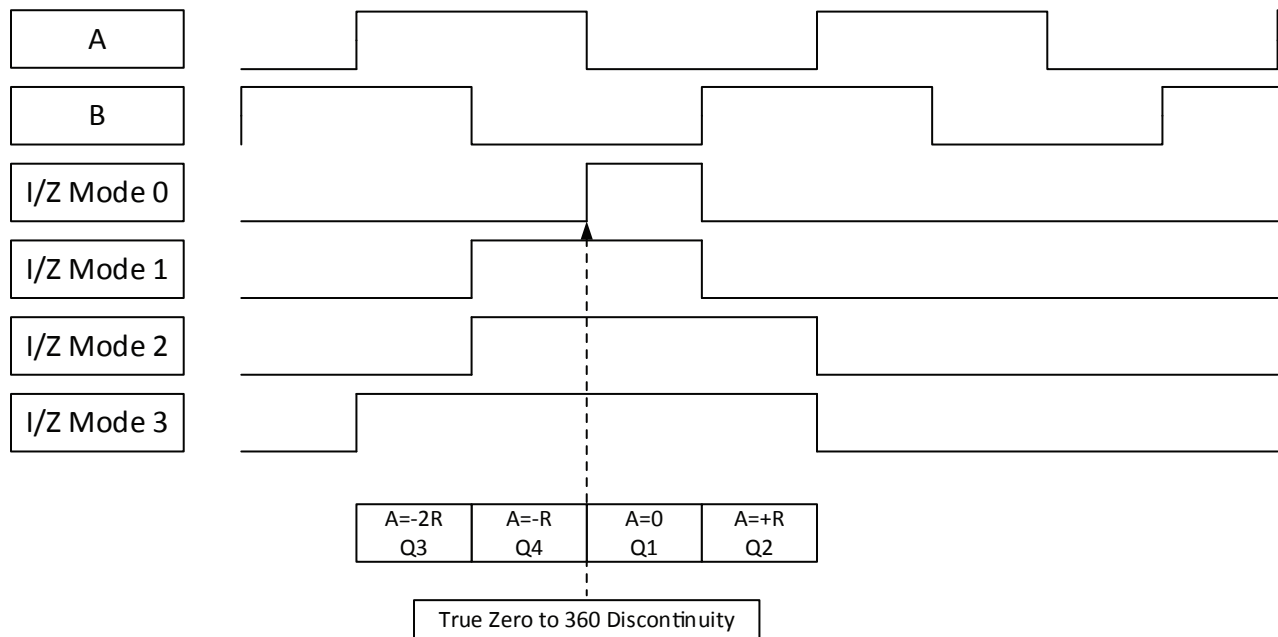 A
B
I/Z Mode 0
I/Z Mode 1
I/Z Mode 2
I/Z Mode 3
A=-2R A=-R A=0 A=+R
Q3 Q4 Q1 Q2
True Zero to 360 Discontinuity